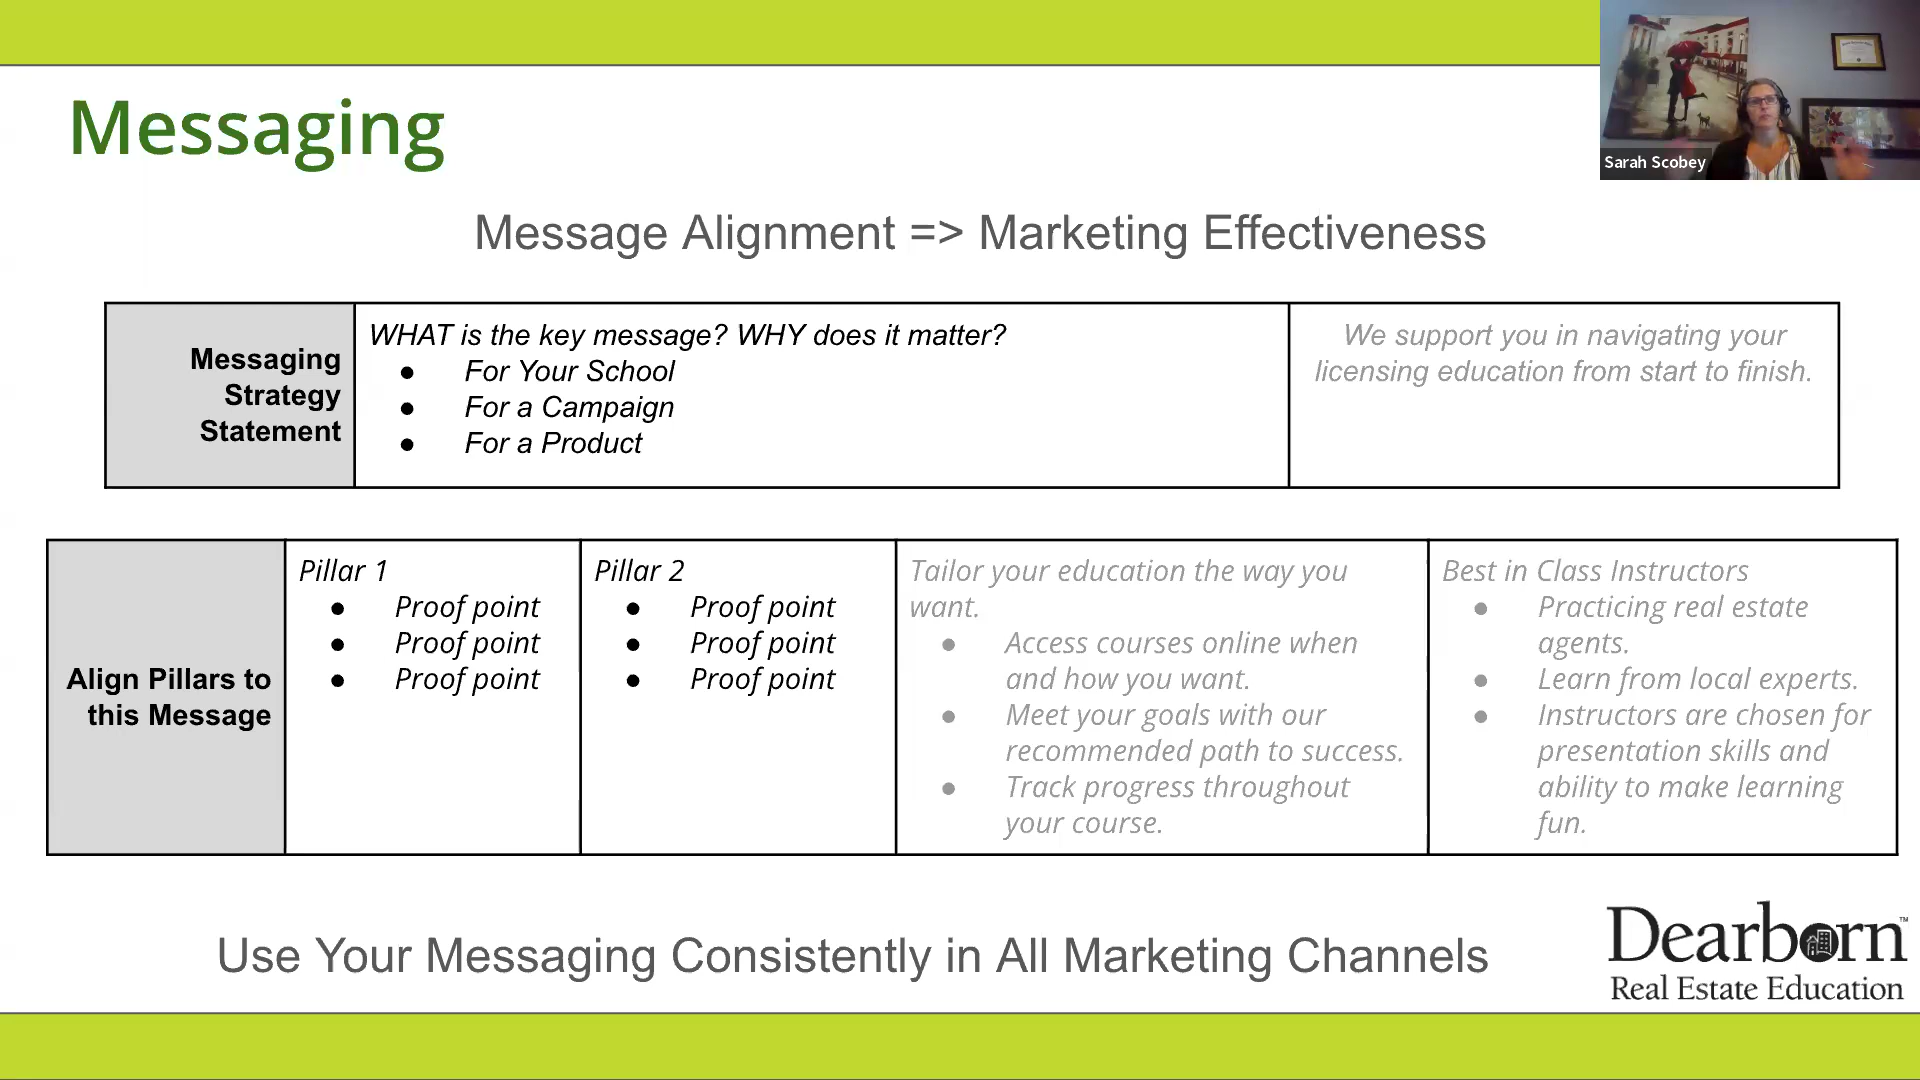 Messaging
Sarah Scobey
Message Alignment => Marketing Effectiveness
Messaging
Strategy
Statement
WHAT is the key message? WHY does it matter?
● For Your School
● For a Campaign
● For a Product
We support you in navigating your
licensing education from start to finish.
Align Pillars to
this Message
Pillar 1
● Proof point
● Proof point
● Proof point
Pillar 2
● Proof point
● Proof point
● Proof point
Tailor your education the way you
want.
● Access courses online when
and how you want.
● Meet your goals with our
recommended path to success.
● Track progress throughout
your course.
Best in Class Instructors
● Practicing real estate
agents.
● Learn from local experts.
● Instructors are chosen for
presentation skills and
ability to make learning
fun.
Use Your Messaging Consistently in All Marketing Channels
Dearborn™
Real Estate Education